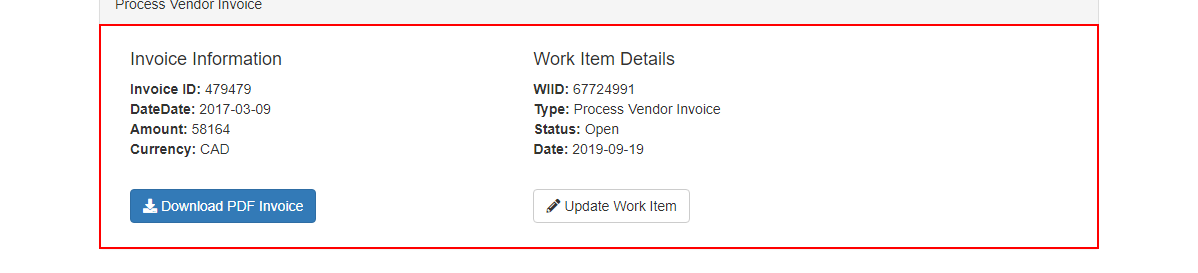 Process Vendor Invoice
Invoice Information
Invoice ID: 479479
DateDate: 2017-03-09
Amount: 58164
Currency: CAD
Download PDF Invoice
Work Item Details
WIID: 67724991
Type: Process Vendor Invoice
Status: Open
Date: 2019-09-19
Update Work Item